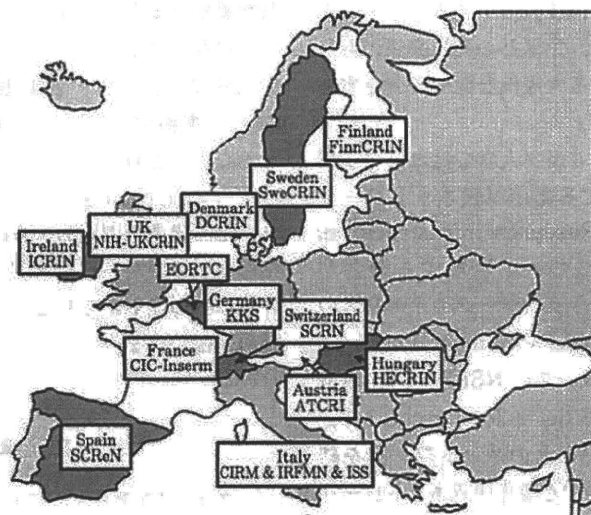 Finland
FinnCRIN
Sweden
SweCRIN
Denmark
DCRIN
UK
NIH-UKCRIN
Ireland
ICRIN
EORTC
Germany
KKS
Switzerland
SCRN
France
CIC-Inserm
Hungary
HECRIN
Austria
ATCRI
Spain
SCReN
Italy
CIRM & IRFMN & ISS